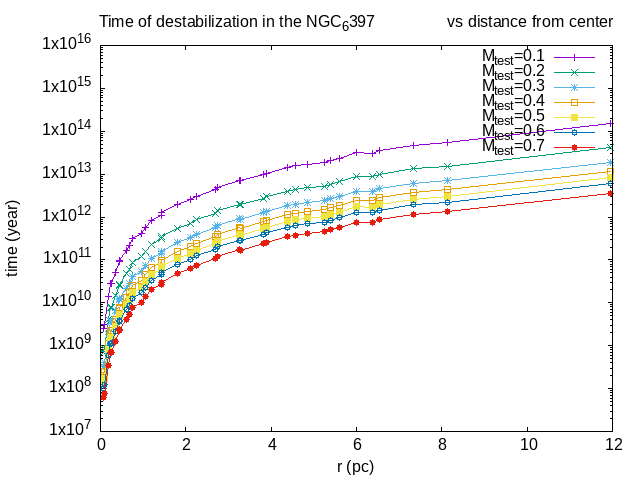 Time of destabilization in the NGC6397 vs distance from center
1x10^16
1x10^15
1x10^14
1x10^13
1x10^12
1x10^11
1x10^10
1x10^9
1x10^8
1x10^7
time (year)
Mtest=0.1
Mtest=0.2
Mtest=0.3
Mtest=0.4
Mtest=0.5
Mtest=0.6
Mtest=0.7
0 2 4 6 8 10 12
r (pc)